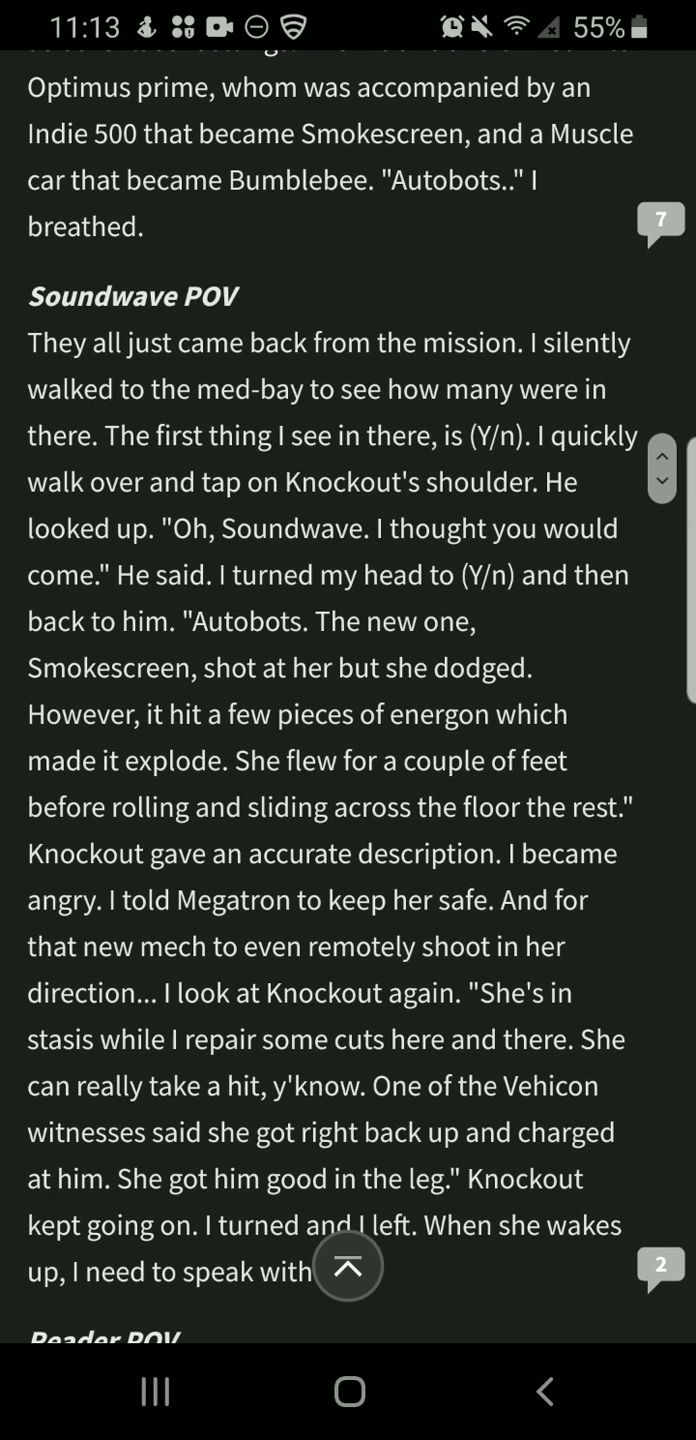 11:13
55%
Optimus prime, whom was accompanied by an
Indie 500 that became Smokescreen, and a Muscle
car that became Bumblebee. "Autobots.." I
breathed.
7
Soundwave POV
They all just came back from the mission. I silently
walked to the med-bay to see how many were in
there. The first thing I see in there, is (Y/n). I quickly
walk over and tap on Knockout's shoulder. He
looked up. "Oh, Soundwave. I thought you would
come." He said. I turned my head to (Y/n) and then
back to him. "Autobots. The new one,
Smokescreen, shot at her but she dodged.
However, it hit a few pieces of energon which
made it explode. She flew for a couple of feet
before rolling and sliding across the floor the rest."
Knockout gave an accurate description. I became
angry. I told Megatron to keep her safe. And for
that new mech to even remotely shoot in her
direction... I look at Knockout again. "She's in
stasis while I repair some cuts here and there. She
can really take a hit, y'know. One of the Vehicon
witnesses said she got right back up and charged
at him. She got him good in the leg." Knockout
kept going on. I turned and I left. When she wakes
up, I need to speak with
2
Reader POV